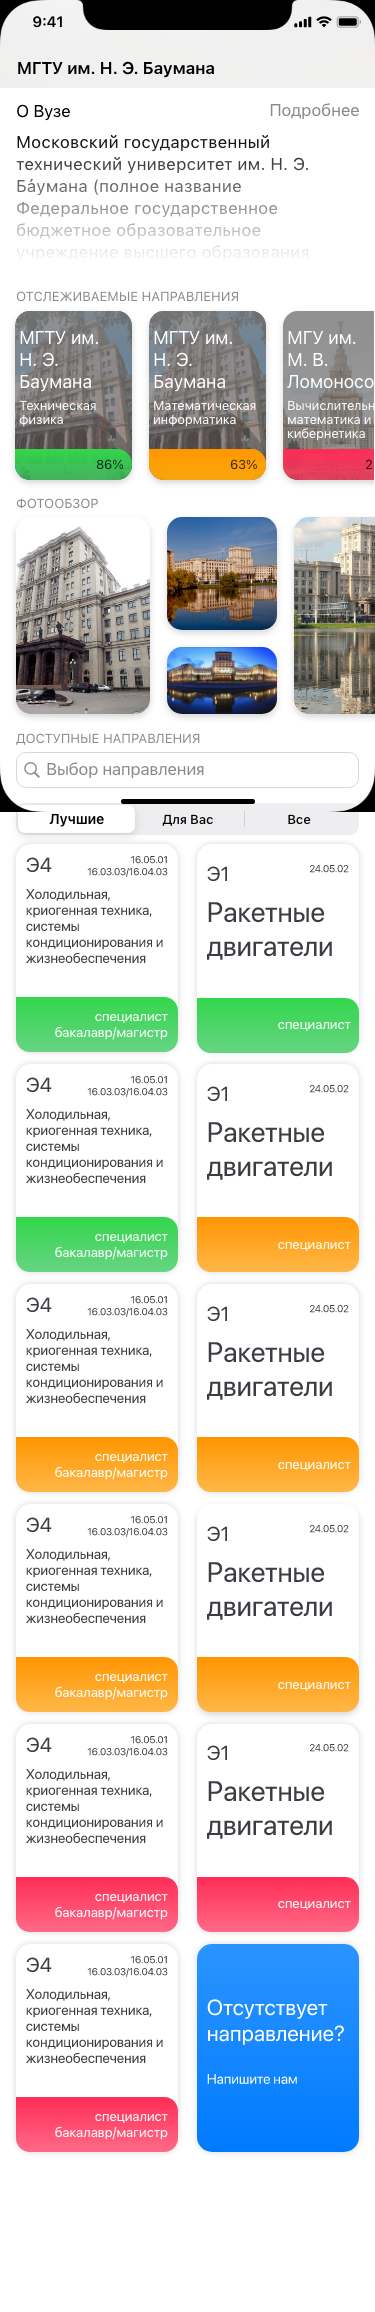 9:41
МГТУ им. Н. Э. Баумана
О Вузе
Подробнее
Московский государственный
технический университет им. Н. Э.
Бáумана (полное название
Федеральное государственное
бюджетное образовательное
учреждение высшего образования
ОТСЛЕЖИВАЕМЫЕ НАПРАВЛЕНИЯ
МГТУ им.
Н. Э.
Баумана
Техническая
физика
86%
МГТУ им.
Н. Э.
Баумана
Математическая
информатика
63%
МГУ им.
М. В.
Ломоносо
Вычислительн
математика и
кибернетика
2
ФОТООБЗОР
ДОСТУПНЫЕ НАПРАВЛЕНИЯ
Выбор направления
Лучшие
Для Вас
Все
Э4
16.05.01
16.03.03/16.04.03
Холодильная,
криогенная техника,
системы
кондиционирования и
жизнеобеспечения
специалист
бакалавр/магистр
Э1
24.05.02
Ракетные
двигатели
специалист
Э4
16.05.01
16.03.03/16.04.03
Холодильная,
криогенная техника,
системы
кондиционирования и
жизнеобеспечения
специалист
бакалавр/магистр
Э1
24.05.02
Ракетные
двигатели
специалист
Э4
16.05.01
16.03.03/16.04.03
Холодильная,
криогенная техника,
системы
кондиционирования и
жизнеобеспечения
специалист
бакалавр/магистр
Э1
24.05.02
Ракетные
двигатели
специалист
Э4
16.05.01
16.03.03/16.04.03
Холодильная,
криогенная техника,
системы
кондиционирования и
жизнеобеспечения
специалист
бакалавр/магистр
Э1
24.05.02
Ракетные
двигатели
специалист
Э4
16.05.01
16.03.03/16.04.03
Холодильная,
криогенная техника,
системы
кондиционирования и
жизнеобеспечения
специалист
бакалавр/магистр
Э1
24.05.02
Ракетные
двигатели
специалист
Э4
16.05.01
16.03.03/16.04.03
Холодильная,
криогенная техника,
системы
кондиционирования и
жизнеобеспечения
специалист
бакалавр/магистр
Отсутствует
направление?
Напишите нам